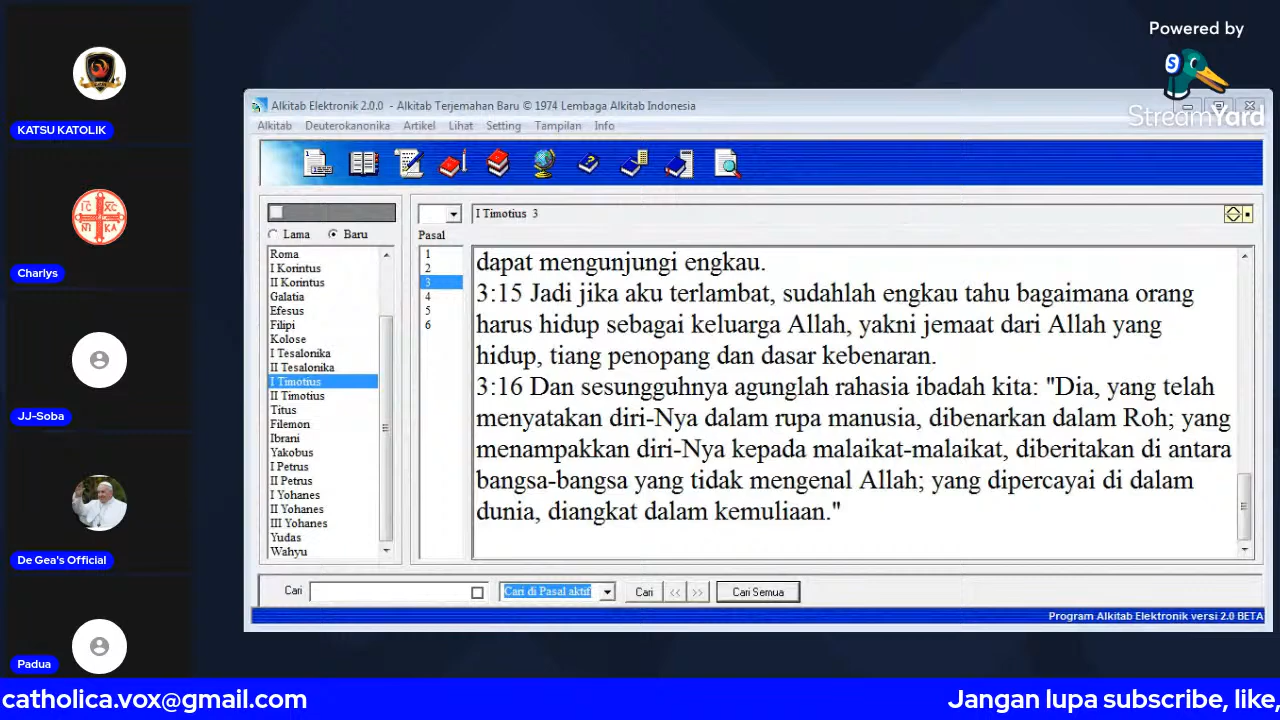 Powered by
StreamYard
KATSU KATOLIK
Charlys
JJ-Soba
De Gea's Official
Padua
Alkitab Elektronik 2.0.0 - Alkitab Terjemahan Baru © 1974 Lembaga Alkitab Indonesia
Alkitab Deuterokanonika Artikel Lihat Setting Tampilan Info
I Timotius 3
Lama Baru
Pasal
Roma
I Korintus
II Korintus
Galatia
Efesus
Filipi
Kolose
I Tesalonika
II Tesalonika
I Timotius
II Timotius
Titus
Filemon
Ibrani
Yakobus
I Petrus
II Petrus
I Yohanes
II Yohanes
III Yohanes
Yudas
Wahyu
1
2
3
4
5
6
dapat mengunjungi engkau.
3:15 Jadi jika aku terlambat, sudahlah engkau tahu bagaimana orang
harus hidup sebagai keluarga Allah, yakni jemaat dari Allah yang
hidup, tiang penopang dan dasar kebenaran.
3:16 Dan sesungguhnya agunglah rahasia ibadah kita: "Dia, yang telah
menyatakan diri-Nya dalam rupa manusia, dibenarkan dalam Roh; yang
menampakkan diri-Nya kepada malaikat-malaikat, diberitakan di antara
bangsa-bangsa yang tidak mengenal Allah; yang dipercayai di dalam
dunia, diangkat dalam kemuliaan."
Cari
Cari di Pasal aktif
Cari << >> Cari Semua
Program Alkitab Elektronik versi 2.0 BETA
catholica.vox@gmail.com
Jangan lupa subscribe, like,